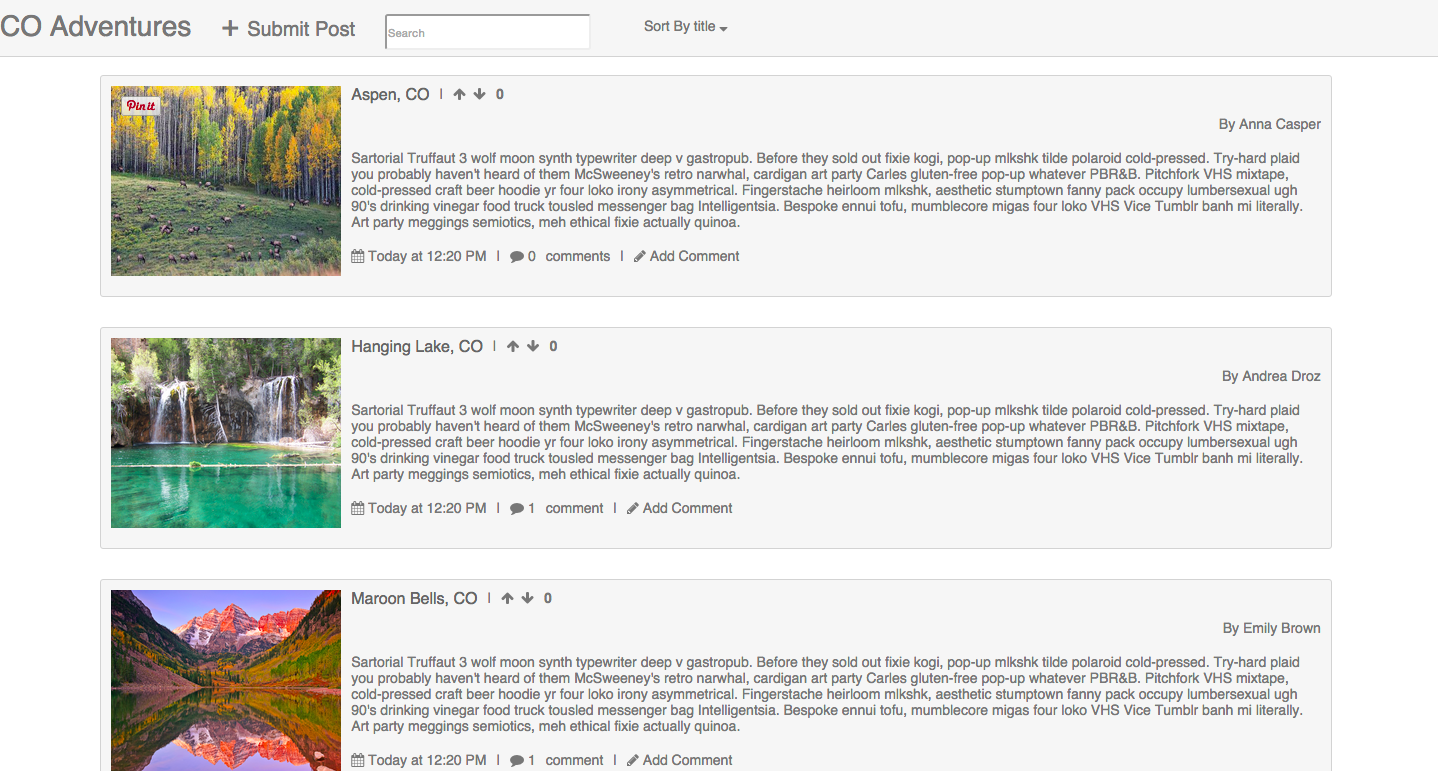 CO Adventures + Submit Post Search Sort By title
Pin it
Aspen, CO | 0
By Anna Casper
Sartorial Truffaut 3 wolf moon synth typewriter deep v gastropub. Before they sold out fixie kogi, pop-up mlkshk tilde polaroid cold-pressed. Try-hard plaid
you probably haven't heard of them McSweeney's retro narwhal, cardigan art party Carles gluten-free pop-up whatever PBR&B. Pitchfork VHS mixtape,
cold-pressed craft beer hoodie yr four loko irony asymmetrical. Fingerstache heirloom mlkshk, aesthetic stumptown fanny pack occupy lumbersexual ugh
90's drinking vinegar food truck tousled messenger bag Intelligentsia. Bespoke ennui tofu, mumblecore migas four loko VHS Vice Tumblr banh mi literally.
Art party meggings semiotics, meh ethical fixie actually quinoa.
Today at 12:20 PM | 0 comments | Add Comment
Hanging Lake, CO | 0
By Andrea Droz
Sartorial Truffaut 3 wolf moon synth typewriter deep v gastropub. Before they sold out fixie kogi, pop-up mlkshk tilde polaroid cold-pressed. Try-hard plaid
you probably haven't heard of them McSweeney's retro narwhal, cardigan art party Carles gluten-free pop-up whatever PBR&B. Pitchfork VHS mixtape,
cold-pressed craft beer hoodie yr four loko irony asymmetrical. Fingerstache heirloom mlkshk, aesthetic stumptown fanny pack occupy lumbersexual ugh
90's drinking vinegar food truck tousled messenger bag Intelligentsia. Bespoke ennui tofu, mumblecore migas four loko VHS Vice Tumblr banh mi literally.
Art party meggings semiotics, meh ethical fixie actually quinoa.
Today at 12:20 PM | 1 comment | Add Comment
Maroon Bells, CO | 0
By Emily Brown
Sartorial Truffaut 3 wolf moon synth typewriter deep v gastropub. Before they sold out fixie kogi, pop-up mlkshk tilde polaroid cold-pressed. Try-hard plaid
you probably haven't heard of them McSweeney's retro narwhal, cardigan art party Carles gluten-free pop-up whatever PBR&B. Pitchfork VHS mixtape,
cold-pressed craft beer hoodie yr four loko irony asymmetrical. Fingerstache heirloom mlkshk, aesthetic stumptown fanny pack occupy lumbersexual ugh
90's drinking vinegar food truck tousled messenger bag Intelligentsia. Bespoke ennui tofu, mumblecore migas four loko VHS Vice Tumblr banh mi literally.
Art party meggings semiotics, meh ethical fixie actually quinoa.
Today at 12:20 PM | 1 comment | Add Comment